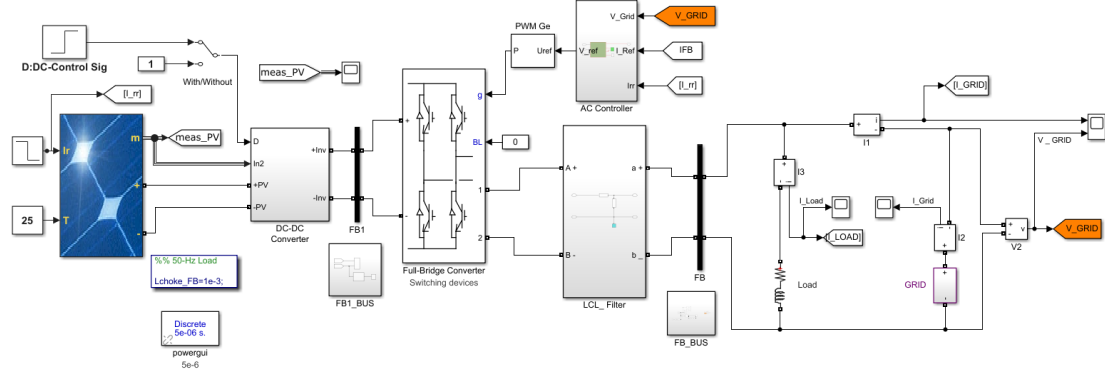 V_GRID
V_Grid
PWM Ge
P
Uref
V_ref
I_Ref
IFB
Irr
[I_rr]
AC Controller
D:DC-Control Sig
1
With/Without
meas_PV
[I_rr]
g
BL
0
[I_GRID]
i
+
-
I1
V _ GRID
Ir
m
meas_PV
T
+
-
25
D
In2
+PV
-PV
+Inv
-Inv
DC-DC
Converter
FB1
+
-
1
2
Full-Bridge Converter
Switching devices
A +
B -
a +
b _
LCL_ Filter
FB
I3
I_Load
[I_LOAD]
Load
I_Grid
I2
GRID
+
-
v
V2
V_GRID
%% 50-Hz Load
Lchoke_FB=1e-3;
FB1_BUS
FB_BUS
Discrete
5e-06 s.
powergui
5e-6